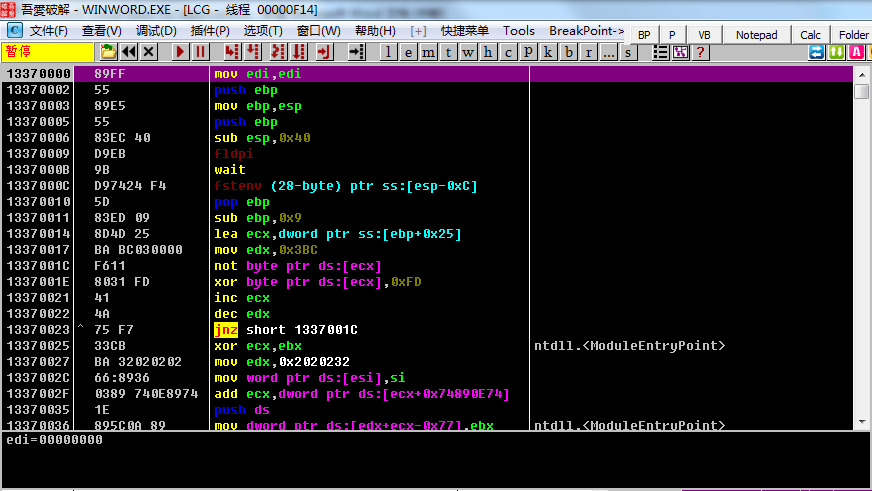 吾愛破解 - WINWORD.EXE - [LCG - 线程 00000F14]
文件(F) 查看(V) 调试(D) 插件(P) 选项(T) 窗口(W) 帮助(H) [+] 快捷菜单 Tools BreakPoint-> BP P VB Notepad Calc Folder
暂停 l e m t w h c p k b r ... s ?
13370000 89FF mov edi,edi
13370002 55 push ebp
13370003 89E5 mov ebp,esp
13370005 55 push ebp
13370006 83EC 40 sub esp,0x40
13370009 D9EB fldpi
1337000B 9B wait
1337000C D97424 F4 fstenv (28-byte) ptr ss:[esp-0xC]
13370010 5D pop ebp
13370011 83ED 09 sub ebp,0x9
13370014 8D4D 25 lea ecx,dword ptr ss:[ebp+0x25]
13370017 BA BC030000 mov edx,0x3BC
1337001C F611 not byte ptr ds:[ecx]
1337001E 8031 FD xor byte ptr ds:[ecx],0xFD
13370021 41 inc ecx
13370022 4A dec edx
13370023 ^ 75 F7 jnz short 1337001C
13370025 33CB xor ecx,ebx ntdll.<ModuleEntryPoint>
13370027 BA 32020202 mov edx,0x2020232
1337002C 66:8936 mov word ptr ds:[esi],si
1337002F 0389 740E8974 add ecx,dword ptr ds:[ecx+0x74890E74]
13370035 1E push ds
13370036 895C0A 89 mov dword ptr ds:[edx+ecx-0x77],ebx ntdll.<ModuleEntryPoint>
edi=00000000